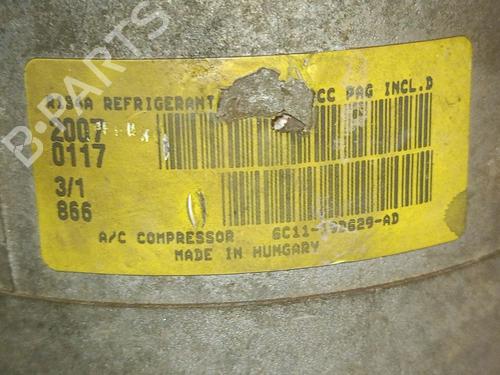 B-PARTS
R134A REFRIGERANT CC PAG INCL.D
2007
0117
3/1
866
A/C COMPRESSOR 6C11-19D629-AD
MADE IN HUNGARY